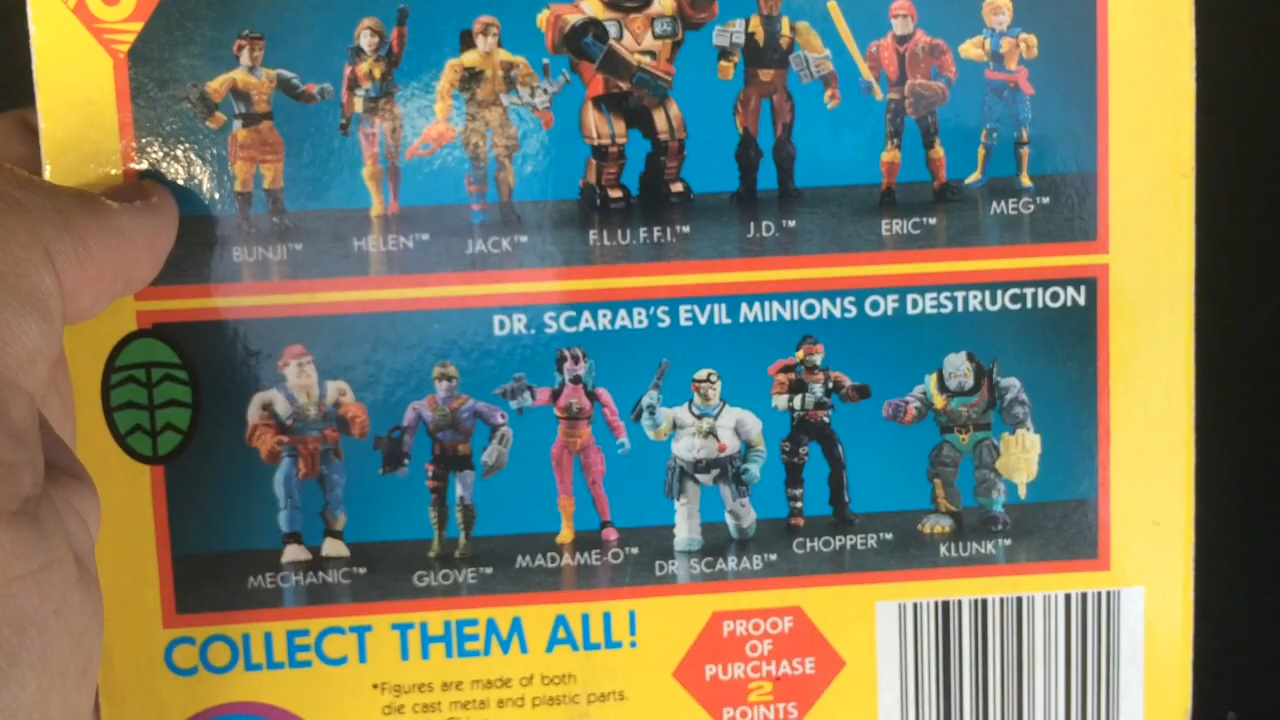 BUNJI™ HELEN™ JACK™ F.L.U.F.F.I.™ J.D.™ ERIC™ MEG™
DR. SCARAB'S EVIL MINIONS OF DESTRUCTION
MECHANIC™ GLOVE™ MADAME-O™ DR. SCARAB™ CHOPPER™ KLUNK™
COLLECT THEM ALL!
*Figures are made of both
die cast metal and plastic parts.
PROOF
OF
PURCHASE
2
POINTS